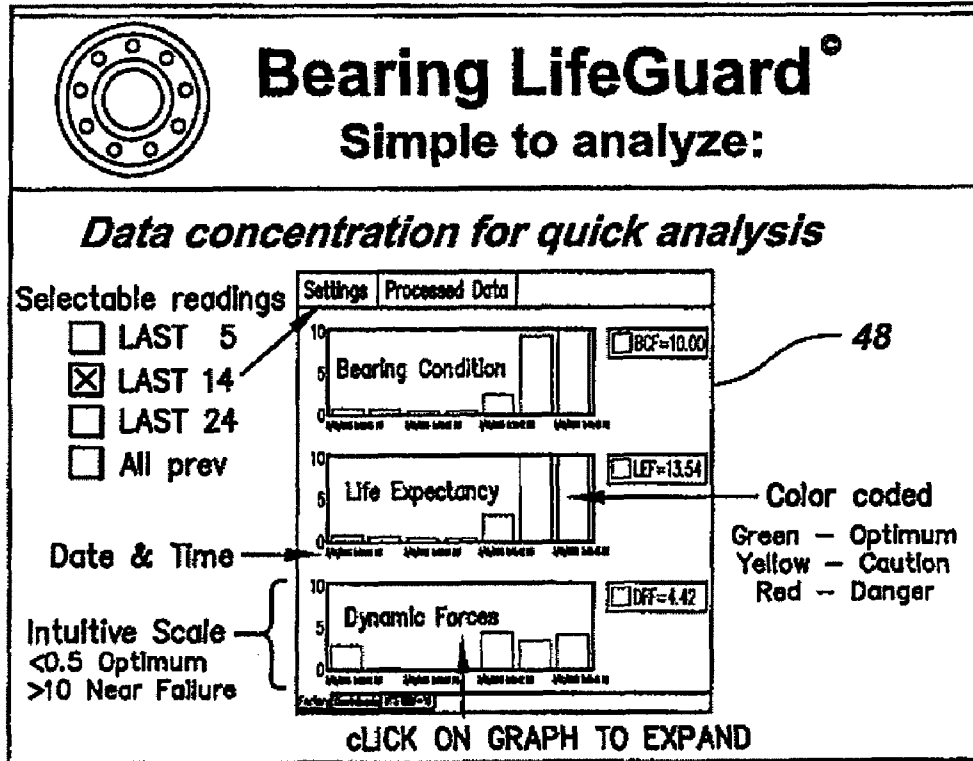 Bearing LifeGuard©
Simple to analyze:
Data concentration for quick analysis
Selectable readings
LAST 5
LAST 14
LAST 24
All prev
Date & Time
Intuitive Scale
<0.5 Optimum
>10 Near Failure
Settings Processed Data
10
5
0
Bearing Condition
BCF=10.00
10
5
0
Life Expectancy
LEF=13.54
10
5
0
Dynamic Forces
DFF=4.42
48
Color coded
Green – Optimum
Yellow – Caution
Red – Danger
cLICK ON GRAPH TO EXPAND